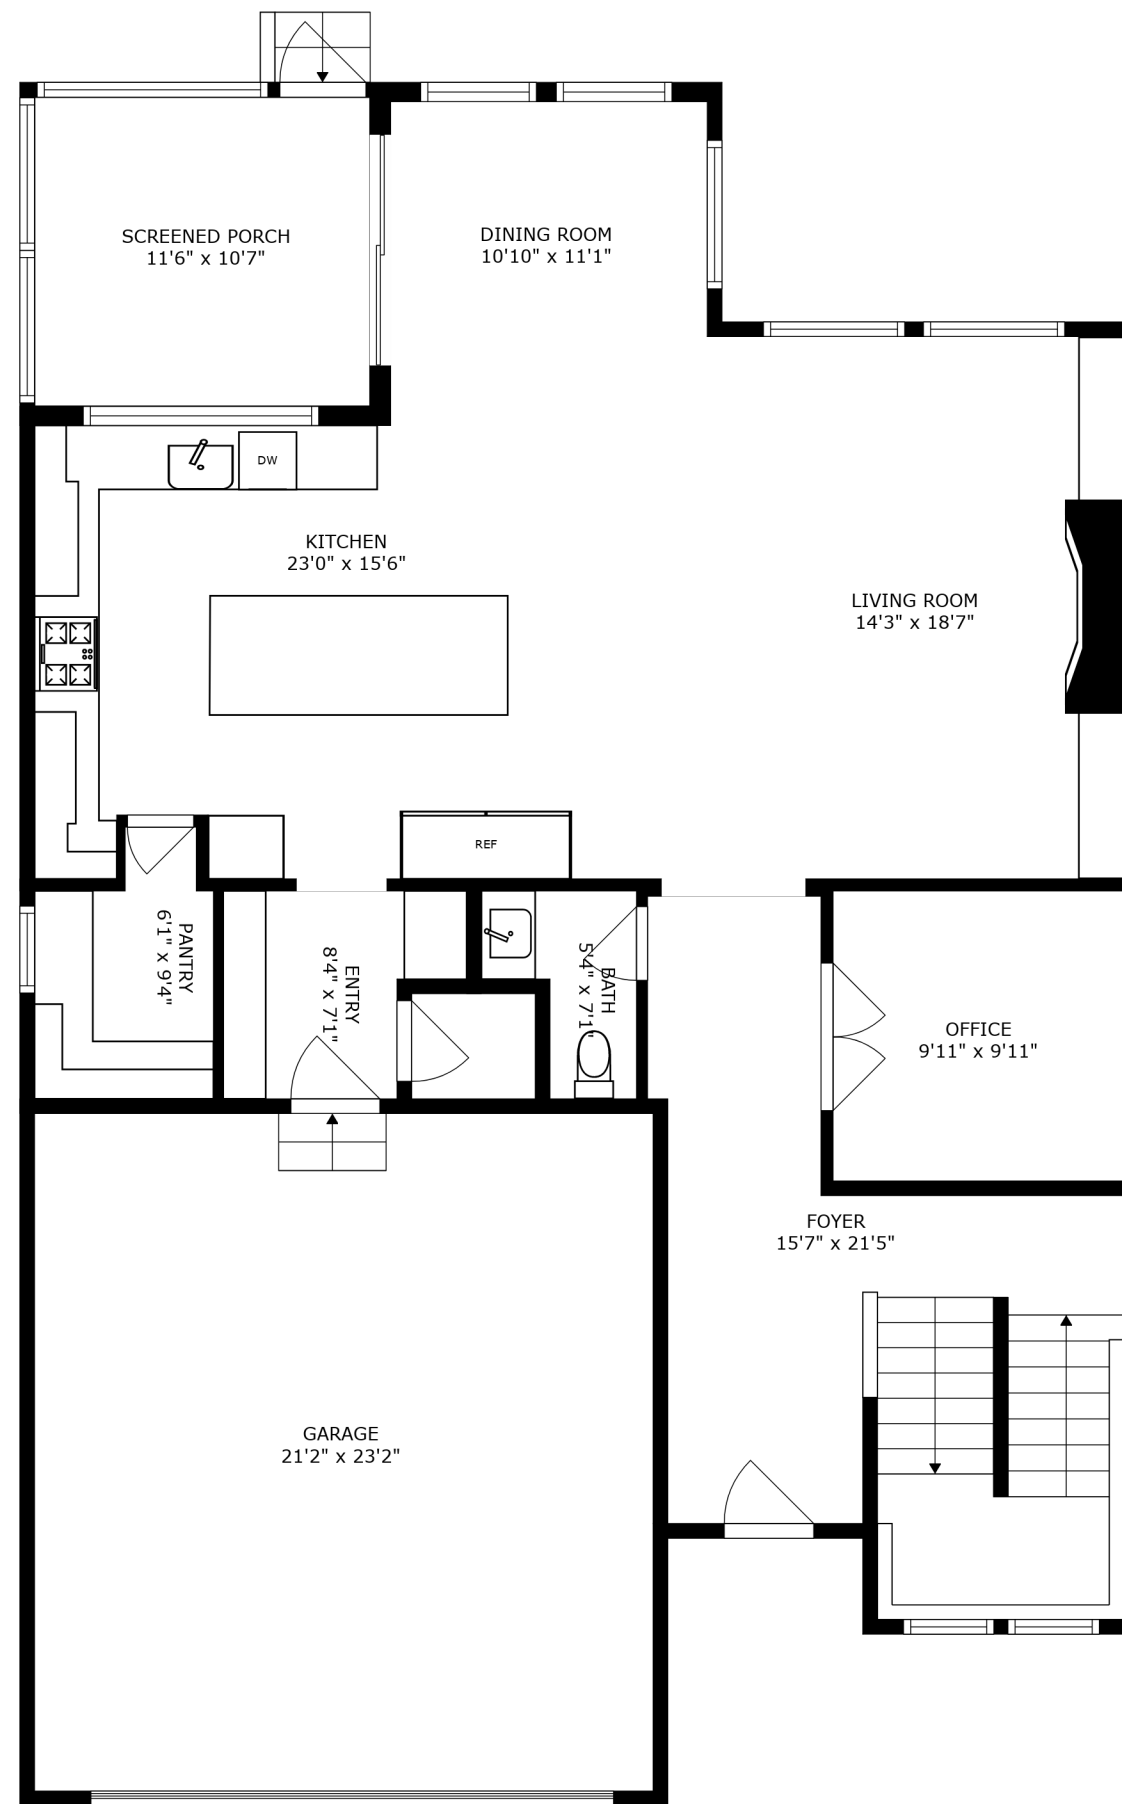 SCREENED PORCH
11'6" x 10'7"
DINING ROOM
10'10" x 11'1"
DW
KITCHEN
23'0" x 15'6"
LIVING ROOM
14'3" x 18'7"
REF
PANTRY
6'1" x 9'4"
ENTRY
8'4" x 7'1"
BATH
5'4" x 7'1"
OFFICE
9'11" x 9'11"
FOYER
15'7" x 21'5"
GARAGE
21'2" x 23'2"